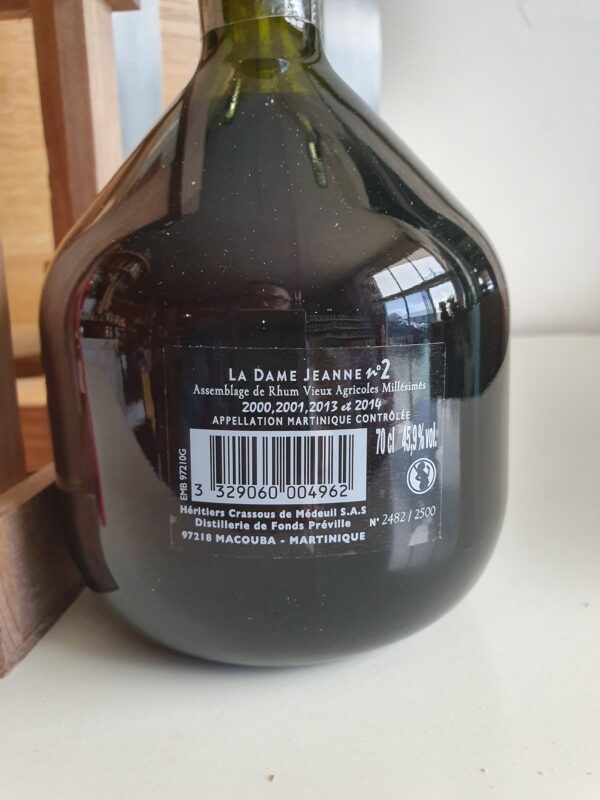 LA DAME JEANNE n°2
Assemblage de Rhum Vieux Agricoles Millésimés
2000,2001,2013 et 2014
APPELLATION MARTINIQUE CONTRÔLÉE
70 cl 45,9% vol.
EMB 97210G
3 329060 004962
Héritiers Crassous de Médeuil S.A.S
Distillerie de Fonds Préville
N° 2482 / 2500
97218 MACOUBA - MARTINIQUE